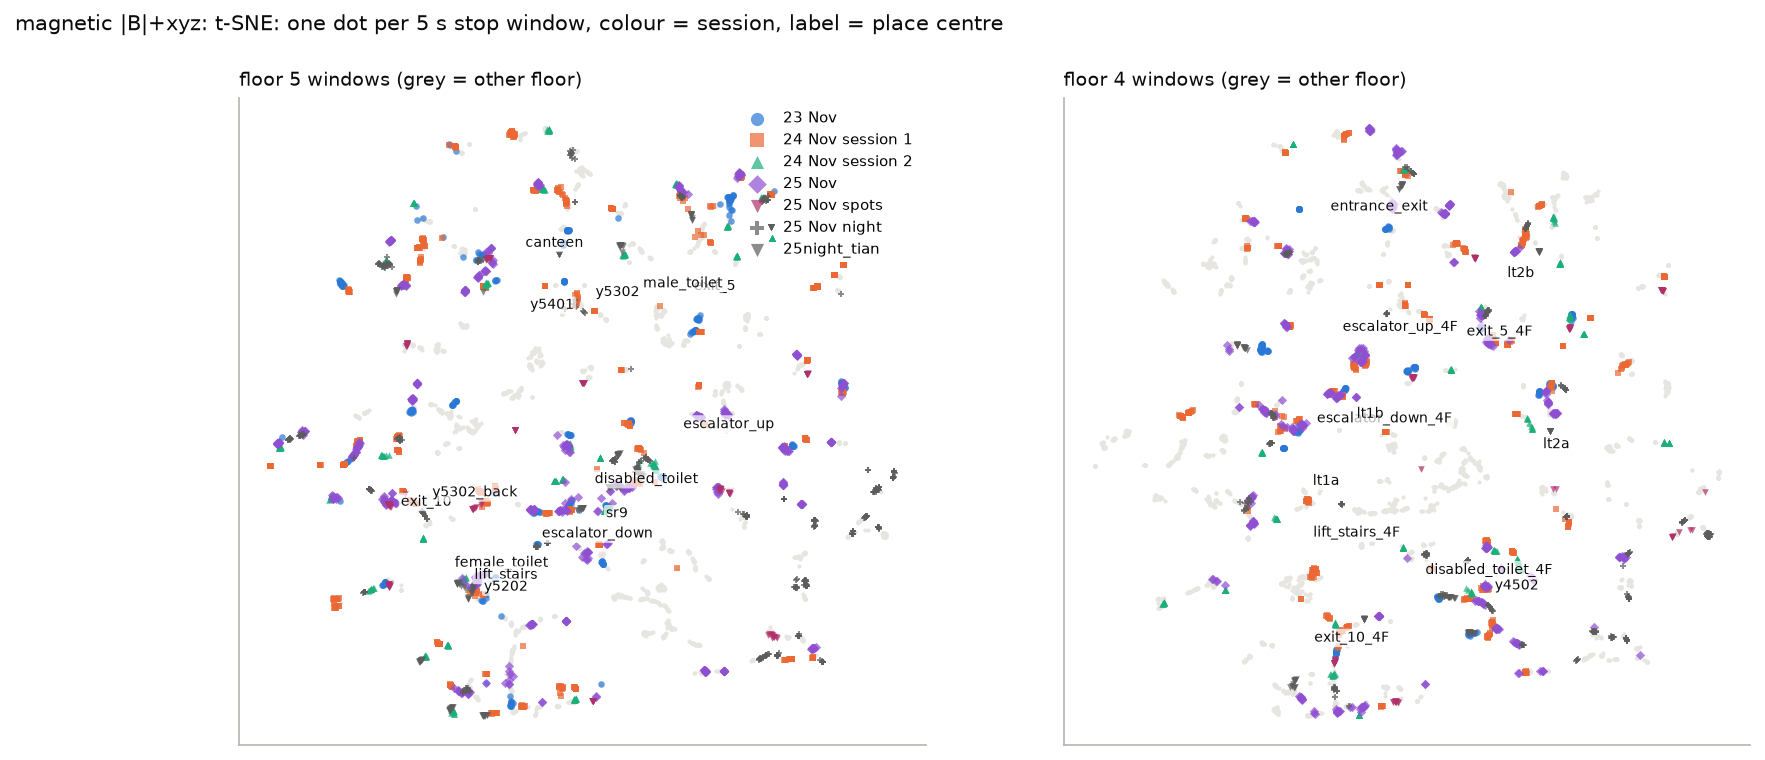 magnetic |B|+xyz: t-SNE: one dot per 5 s stop window, colour = session, label = place centre
floor 5 windows (grey = other floor)
23 Nov
24 Nov session 1
24 Nov session 2
25 Nov
25 Nov spots
25 Nov night
25night_tian
canteen
male_toilet
exit_5
y5302
y5401
escalator_up
disabled_toilet
y5302_back
exit_10
sr9
escalator_down
female_toilet
lift_stairs
y5202
floor 4 windows (grey = other floor)
entrance_exit
lt2b
escalator_up_4F
exit_5_4F
lt1b
escalator_down_4F
lt2a
lt1a
lift_stairs_4F
disabled_toilet_4F
y4502
exit_10_4F